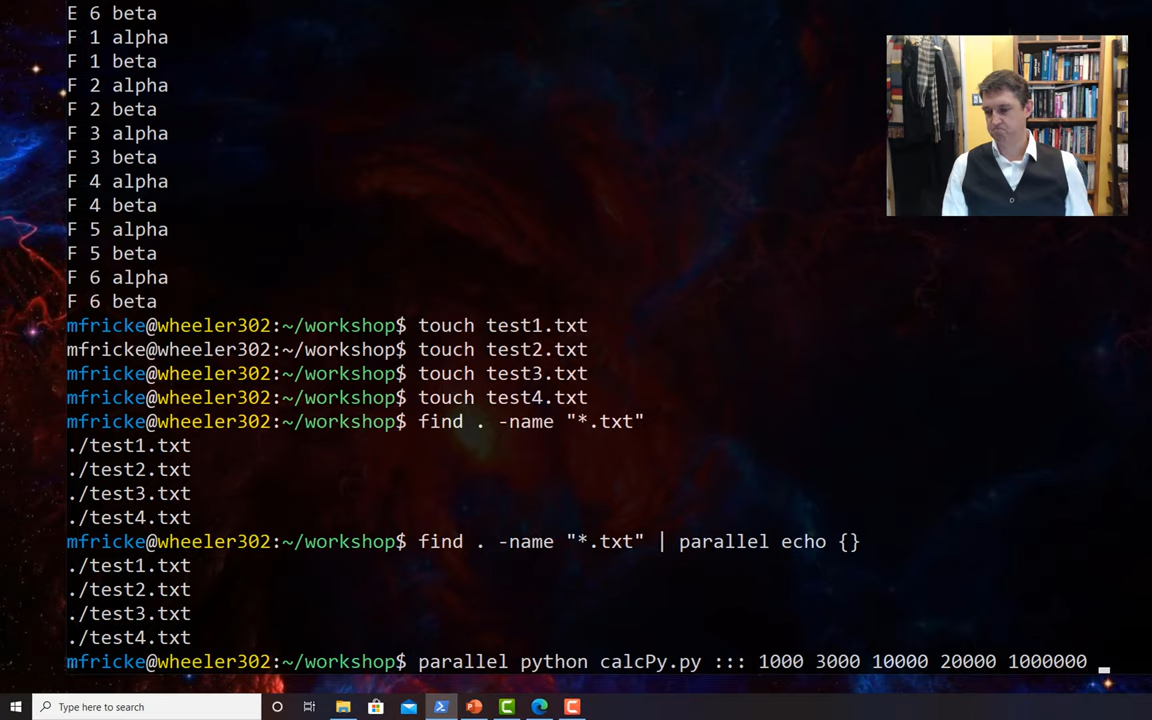 E 6 beta
F 1 alpha
F 1 beta
F 2 alpha
F 2 beta
F 3 alpha
F 3 beta
F 4 alpha
F 4 beta
F 5 alpha
F 5 beta
F 6 alpha
F 6 beta
mfricke@wheeler302:~/workshop$ touch test1.txt
mfricke@wheeler302:~/workshop$ touch test2.txt
mfricke@wheeler302:~/workshop$ touch test3.txt
mfricke@wheeler302:~/workshop$ touch test4.txt
mfricke@wheeler302:~/workshop$ find . -name "*.txt"
./test1.txt
./test2.txt
./test3.txt
./test4.txt
mfricke@wheeler302:~/workshop$ find . -name "*.txt" | parallel echo {}
./test1.txt
./test2.txt
./test3.txt
./test4.txt
mfricke@wheeler302:~/workshop$ parallel python calcPy.py ::: 1000 3000 10000 20000 1000000
Type here to search